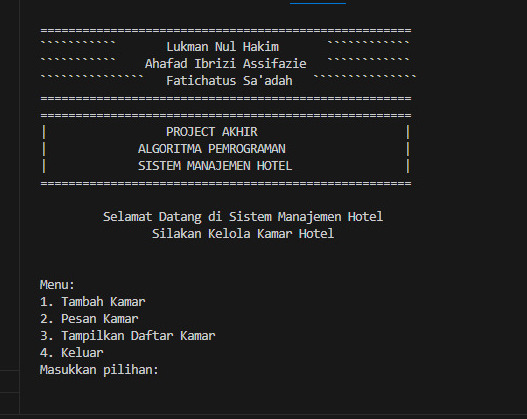 =====================================================
```````````       Lukman Nul Hakim       ````````````
```````````    Ahafad Ibrizi Assifazie   ````````````
```````````````   Fatichatus Sa'adah   ```````````````
=====================================================
=====================================================
|                 PROJECT AKHIR                     |
|             ALGORITMA PEMROGRAMAN                 |
|             SISTEM MANAJEMEN HOTEL                |
=====================================================
Selamat Datang di Sistem Manajemen Hotel
Silakan Kelola Kamar Hotel
Menu:
1. Tambah Kamar
2. Pesan Kamar
3. Tampilkan Daftar Kamar
4. Keluar
Masukkan pilihan: